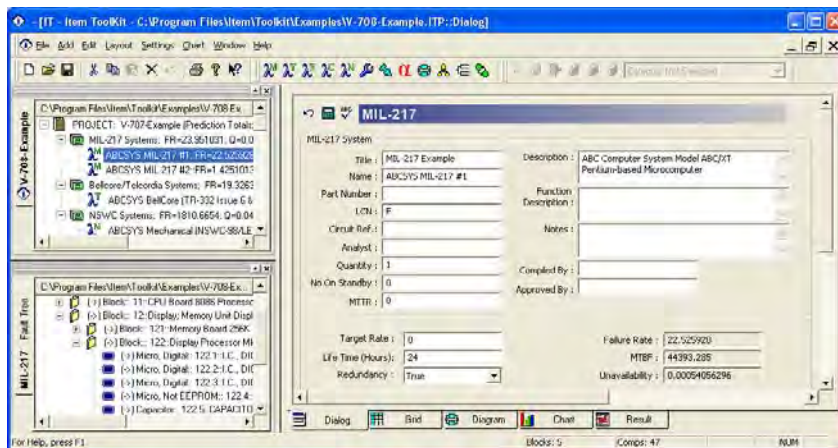 -[IT - Item ToolKit - C:\Program Files\Item\Toolkit\Examples\V-708-Example.ITP::Dialog]
File Add Edit Layout Settings Chart Window Help
V-708-Example
C:\Program Files\Item\Toolkit\Examples\V-708-Ex
PROJECT: V-707-Example (Prediction Totals:
MIL-217 Systems; FR=23.951031, Q=0.0
ABCSYS MIL-217 #1: FR=22.525928
ABCSYS MIL-217 #2: FR=1.4251013
Bellcore/Telcordia Systems; FR=19.3263
ABCSYS BellCore (TR-332 Issue 6 &
NSWC Systems; FR=1810.6654, Q=0.04
ABCSYS Mechanical (NSWC-98/LE
MIL-217
Fault Tree
C:\Program Files\Item\Toolkit\Examples\V-708-Ex...
(-) Block: 11: CPU Board 8086 Processc
(-) Block: 12: Display, Memory Unit Displ
(-) Block: 121: Memory Board 256K
(-) Block: 122: Display Processor MI
(-) Micro, Digital: 122.1: I.C., DIC
(-) Micro, Digital: 122.2: I.C., DIC
(-) Micro, Digital: 122.3: I.C., DIC
(-) Micro, Not EEPROM:: 122.4:
(-) Capacitor: 122.5: CAPACITO
MIL-217
MIL-217 System
Title : MIL-217 Example
Name : ABCSYS MIL-217 #1
Part Number :
LCN : F
Circuit Ref.:
Analyst :
Quantity : 1
No On Standby : 0
MTTR : 0
Description : ABC Computer System Model ABC/XT
Pentium-based Microcomputer
Function
Description :
Notes :
Compiled By :
Approved By :
Target Rate : 0
Life Time (Hours): 24
Redundancy : True
Failure Rate : 22.525920
MTBF : 44393.285
Unavailability : 0.00054056296
Dialog Grid Diagram Chart Result
For Help, press F1
Blocks: 5 Comps: 47 NUM